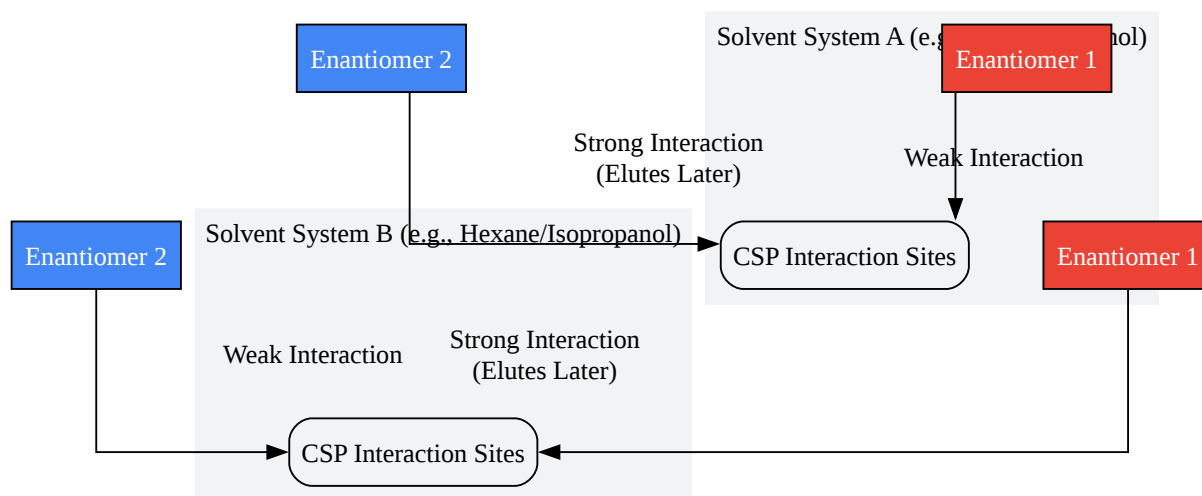 Solvent System A (e.g
nol)
Enantiomer 2
Enantiomer 1
Strong Interaction
(Elutes Later)
Weak Interaction
Solvent System B (e.g., Hexane/Isopropanol)
Enantiomer 2
CSP Interaction Sites
Enantiomer 1
Weak Interaction
Strong Interaction
(Elutes Later)
CSP Interaction Sites